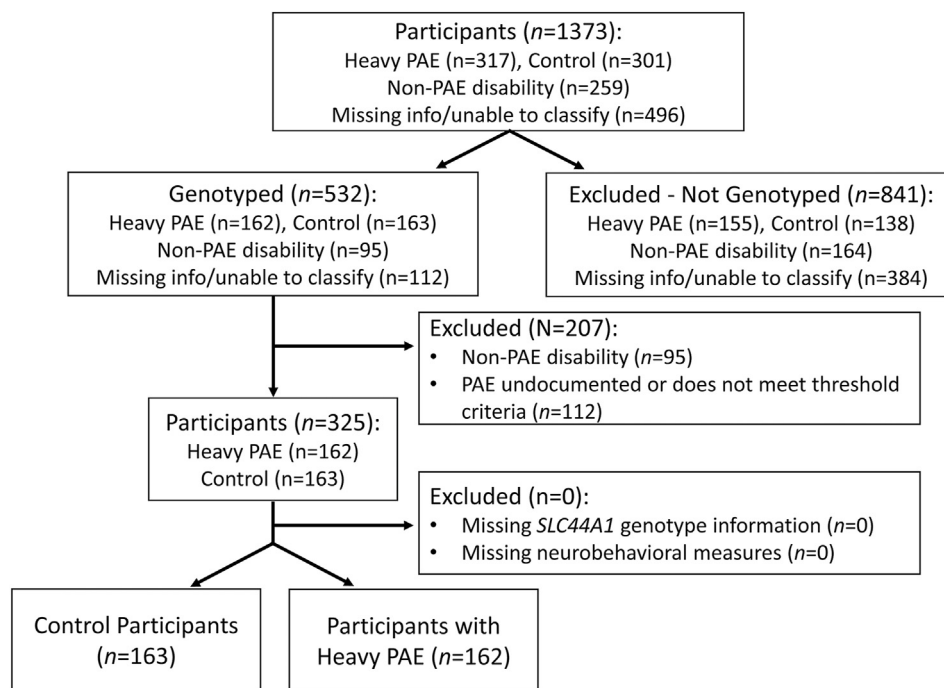 Participants (n=1373):
Heavy PAE (n=317), Control (n=301)
Non-PAE disability (n=259)
Missing info/unable to classify (n=496)
Genotyped (n=532):
Heavy PAE (n=162), Control (n=163)
Non-PAE disability (n=95)
Missing info/unable to classify (n=112)
Excluded - Not Genotyped (n=841):
Heavy PAE (n=155), Control (n=138)
Non-PAE disability (n=164)
Missing info/unable to classify (n=384)
Excluded (N=207):
• Non-PAE disability (n=95)
• PAE undocumented or does not meet threshold
criteria (n=112)
Participants (n=325):
Heavy PAE (n=162)
Control (n=163)
Excluded (n=0):
• Missing SLC44A1 genotype information (n=0)
• Missing neurobehavioral measures (n=0)
Control Participants
(n=163)
Participants with
Heavy PAE (n=162)